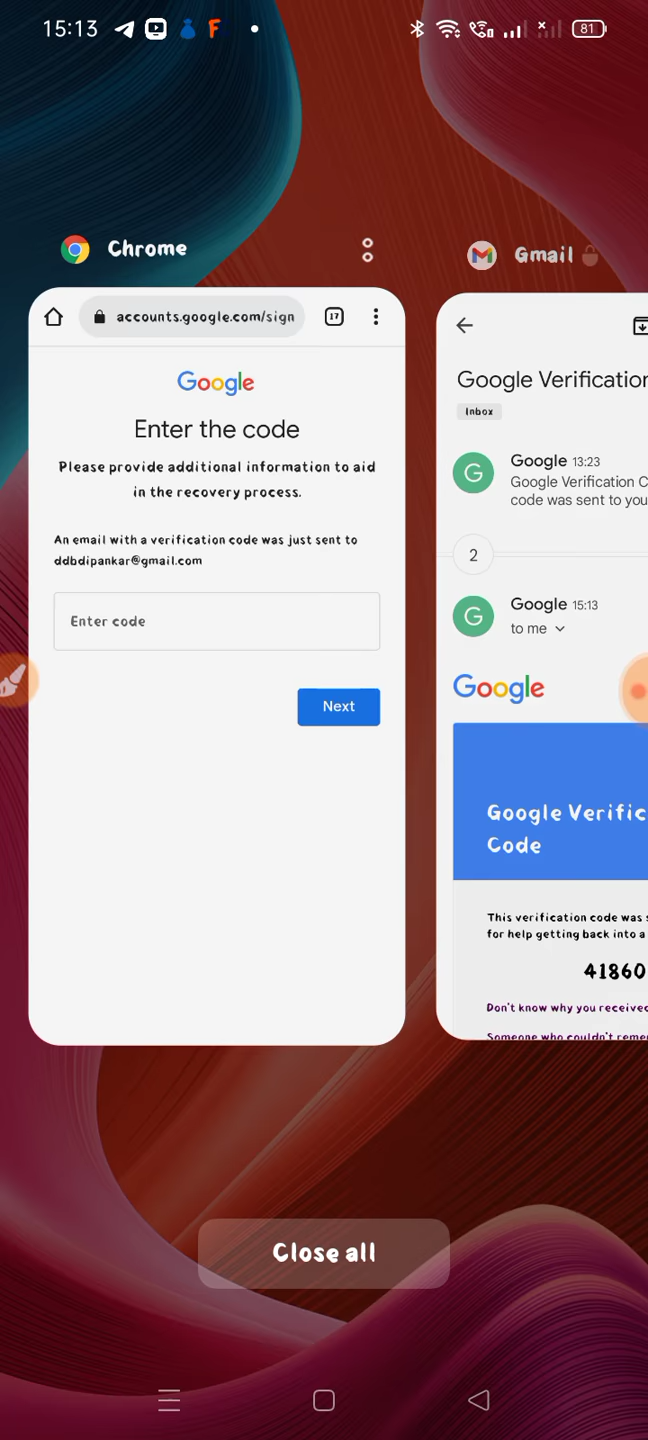 15:13
81
Chrome
Gmail
accounts.google.com/sign
17
Google
Enter the code
Please provide additional information to aid
in the recovery process.
An email with a verification code was just sent to
ddbdipankar@gmail.com
Enter code
Next
Google Verification
Inbox
G
Google 13:23
Google Verification C
code was sent to you
2
G
Google 15:13
to me
Google
Google Verific
Code
This verification code was s
for help getting back into a
41860
Don't know why you received
Someone who couldn't remem
Close all